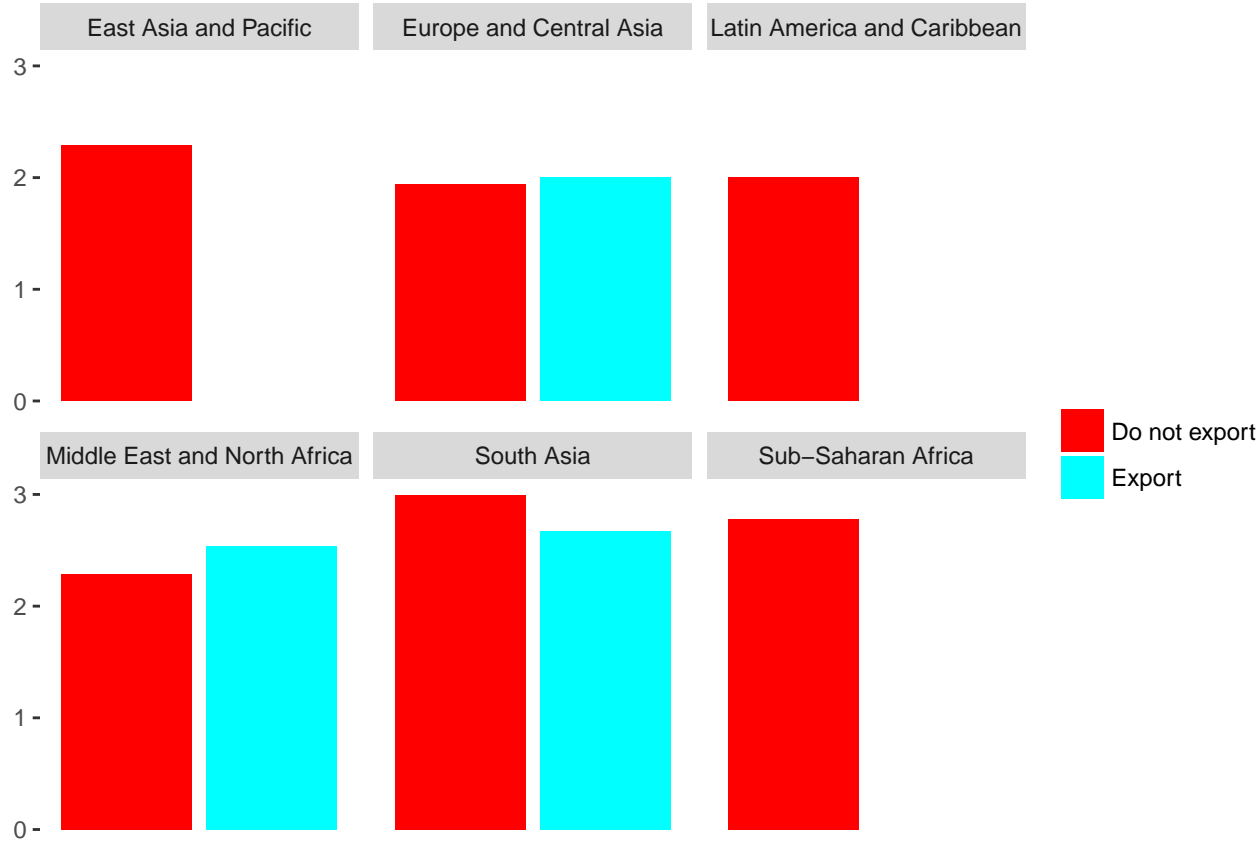 East Asia and Pacific
Europe and Central Asia
Latin America and Caribbean
3
2
1
0
Middle East and North Africa
South Asia
Sub−Saharan Africa
3
2
1
0
Do not export
Export